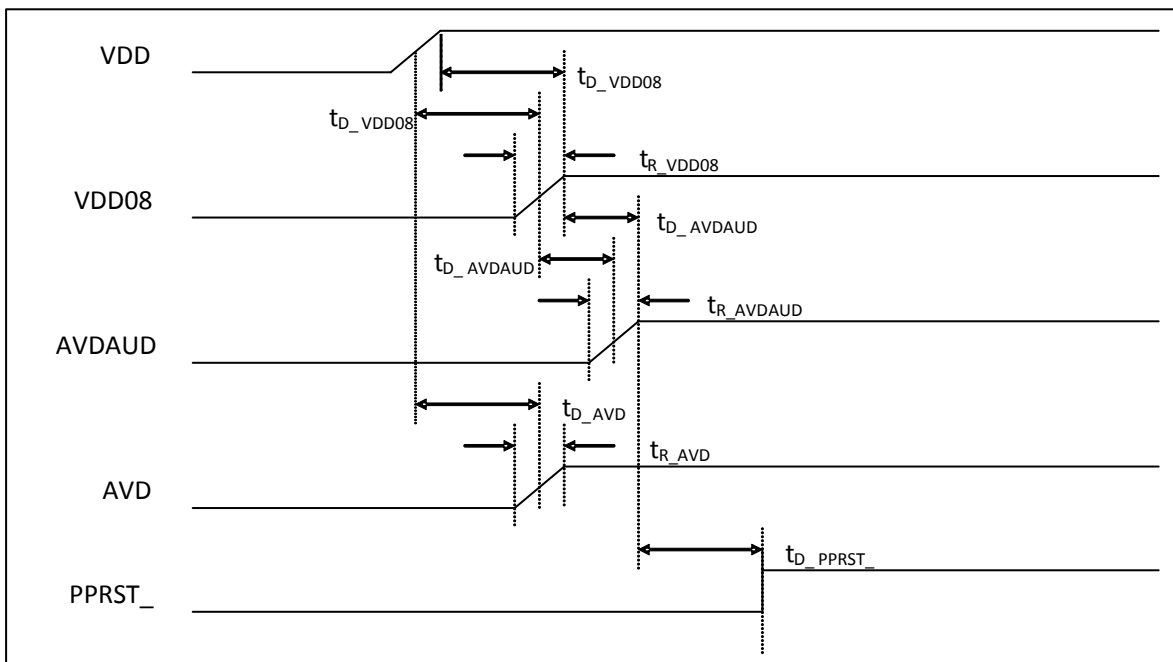 VDD
tD_VDD08
tD_VDD08
tR_VDD08
VDD08
tD_AVDAUD
tD_AVDAUD
tR_AVDAUD
AVDAUD
tD_AVD
tR_AVD
AVD
tD_PPRST_
PPRST_